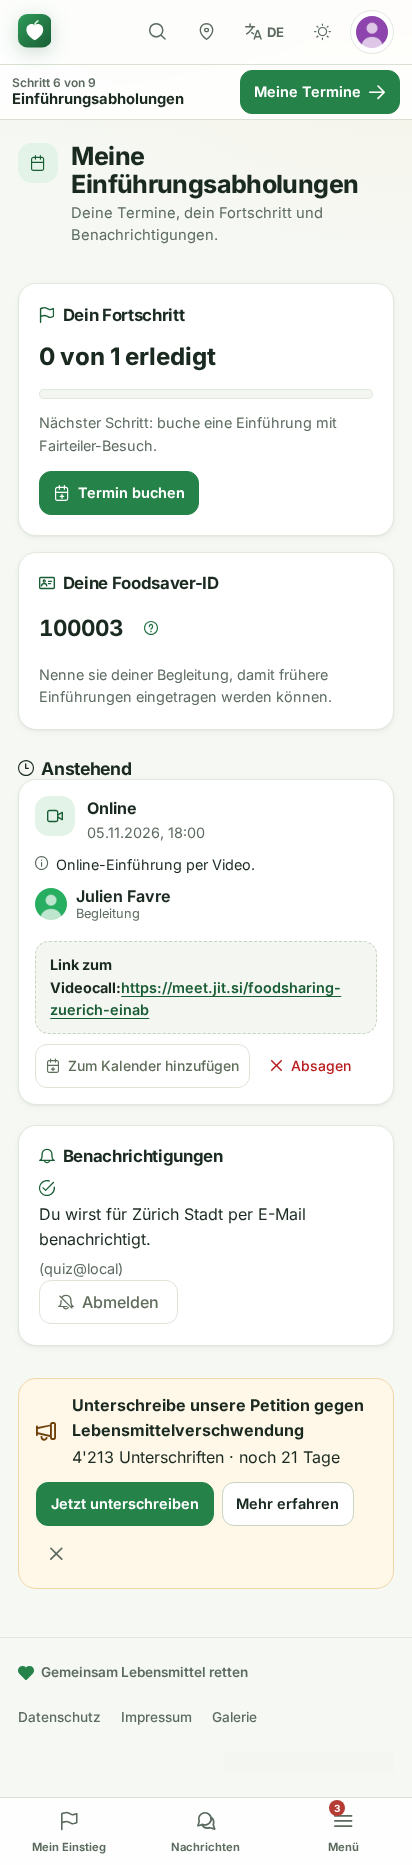 DE
Schritt 6 von 9
Einführungsabholungen
Meine Termine
Meine
Einführungsabholungen
Deine Termine, dein Fortschritt und
Benachrichtigungen.
Dein Fortschritt
0 von 1 erledigt
Nächster Schritt: buche eine Einführung mit
Fairteiler-Besuch.
Termin buchen
Deine Foodsaver-ID
100003
Nenne sie deiner Begleitung, damit frühere
Einführungen eingetragen werden können.
Anstehend
Online
05.11.2026, 18:00
Online-Einführung per Video.
Julien Favre
Begleitung
Link zum
Videocall:https://meet.jit.si/foodsharing-
zuerich-einab
Zum Kalender hinzufügen
Absagen
Benachrichtigungen
Du wirst für Zürich Stadt per E-Mail
benachrichtigt.
(quiz@local)
Abmelden
Unterschreibe unsere Petition gegen
Lebensmittelverschwendung
4'213 Unterschriften · noch 21 Tage
Jetzt unterschreiben
Mehr erfahren
Gemeinsam Lebensmittel retten
Datenschutz Impressum Galerie
3
Mein Einstieg Nachrichten Menü